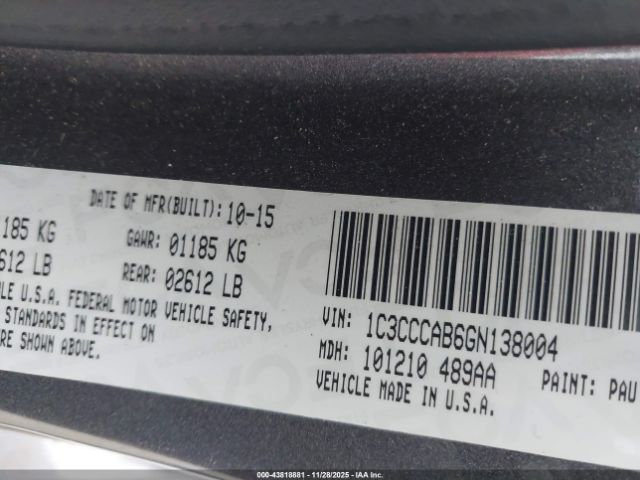 DATE OF MFR(BUILT): 10-15
185 KG GAWR: 01185 KG
612 LB REAR: 02612 LB
LE U.S.A. FEDERAL MOTOR VEHICLE SAFETY,
STANDARDS IN EFFECT ON
RE SHOWN ABOVE.
VIN: 1C3CCCAB6GN138004
MDH: 101210 489AA PAINT: PAU
VEHICLE MADE IN U.S.A.
00-43818881 - 11/28/2025 - IAA Inc.